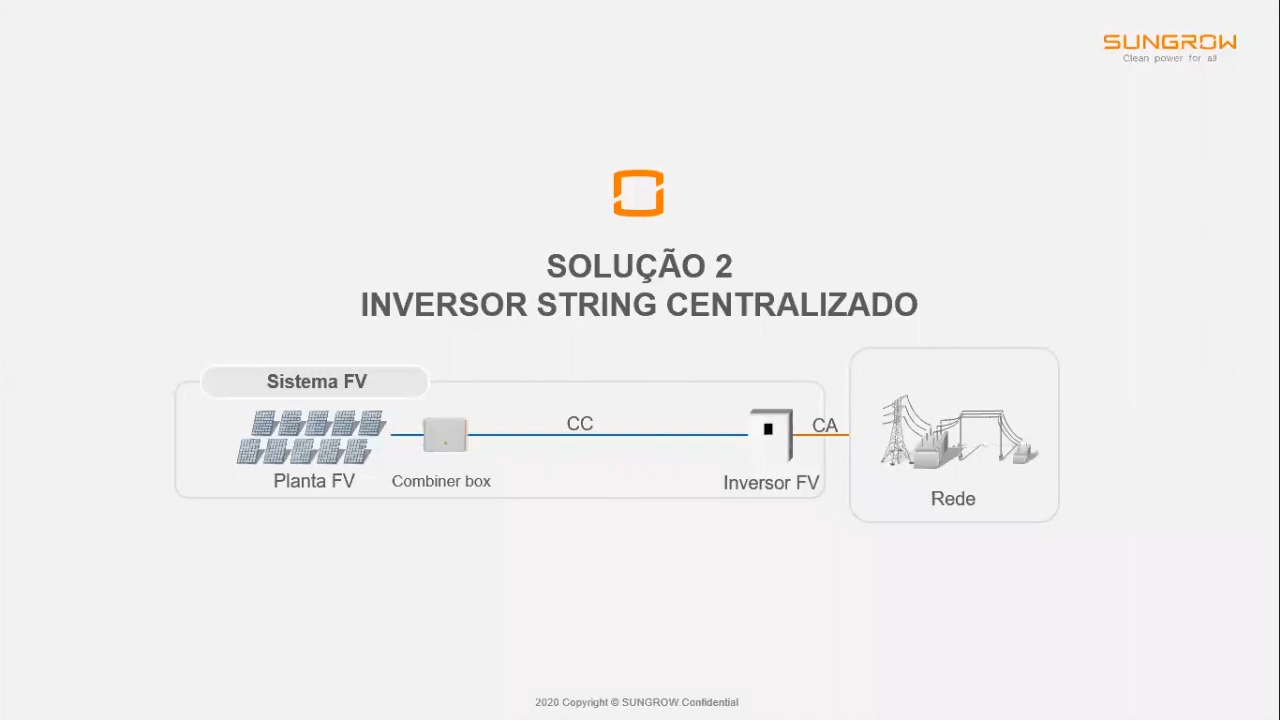 SUNGROW
Clean power for all
SOLUÇÃO 2
INVERSOR STRING CENTRALIZADO
Sistema FV
CC
CA
Planta FV
Combiner box
Inversor FV
Rede
2020 Copyright © SUNGROW Confidential